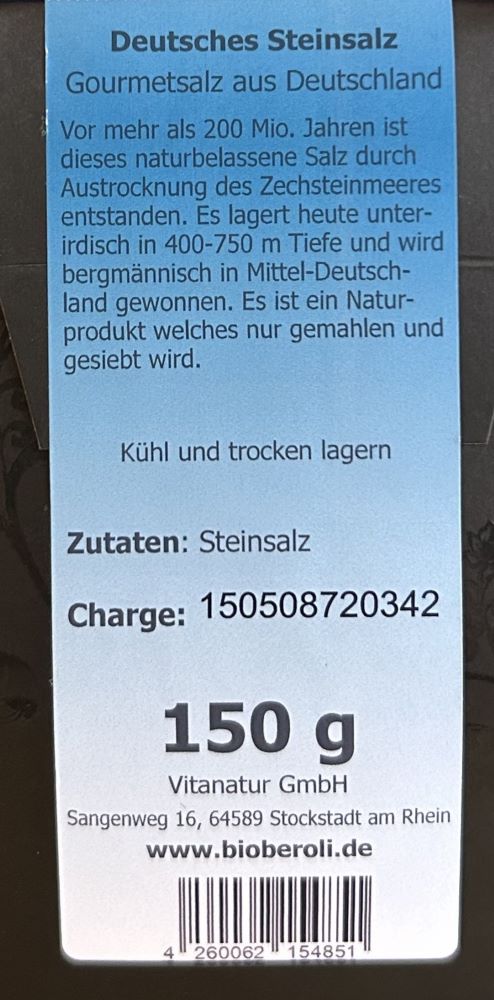 Deutsches Steinsalz
Gourmetsalz aus Deutschland
Vor mehr als 200 Mio. Jahren ist
dieses naturbelassene Salz durch
Austrocknung des Zechsteinmeeres
entstanden. Es lagert heute unter-
irdisch in 400-750 m Tiefe und wird
bergmännisch in Mittel-Deutsch-
land gewonnen. Es ist ein Natur-
produkt welches nur gemahlen und
gesiebt wird.
Kühl und trocken lagern
Zutaten: Steinsalz
Charge: 150508720342
150 g
Vitanatur GmbH
Sangenweg 16, 64589 Stockstadt am Rhein
www.bioberoli.de
4 260062 154851